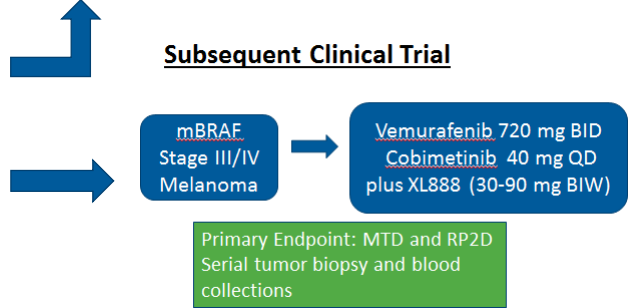 Subsequent Clinical Trial
mBRAF
Stage III/IV
Melanoma
Vemurafenib 720 mg BID
Cobimetinib 40 mg QD
plus XL888 (30-90 mg BIW)
Primary Endpoint: MTD and RP2D
Serial tumor biopsy and blood
collections